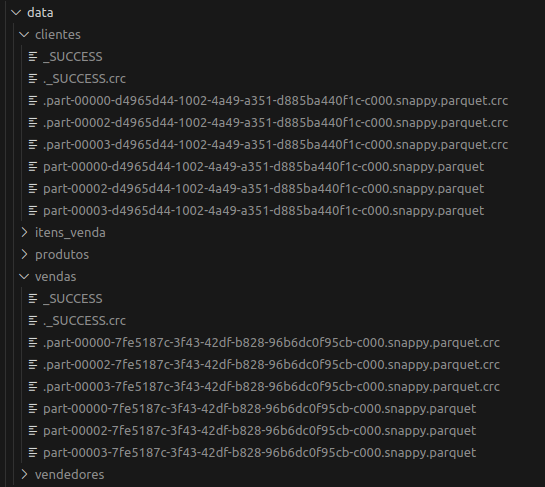 data
clientes
_SUCCESS
._SUCCESS.crc
.part-00000-d4965d44-1002-4a49-a351-d885ba440f1c-c000.snappy.parquet.crc
.part-00002-d4965d44-1002-4a49-a351-d885ba440f1c-c000.snappy.parquet.crc
.part-00003-d4965d44-1002-4a49-a351-d885ba440f1c-c000.snappy.parquet.crc
part-00000-d4965d44-1002-4a49-a351-d885ba440f1c-c000.snappy.parquet
part-00002-d4965d44-1002-4a49-a351-d885ba440f1c-c000.snappy.parquet
part-00003-d4965d44-1002-4a49-a351-d885ba440f1c-c000.snappy.parquet
itens_venda
produtos
vendas
_SUCCESS
._SUCCESS.crc
.part-00000-7fe5187c-3f43-42df-b828-96b6dc0f95cb-c000.snappy.parquet.crc
.part-00002-7fe5187c-3f43-42df-b828-96b6dc0f95cb-c000.snappy.parquet.crc
.part-00003-7fe5187c-3f43-42df-b828-96b6dc0f95cb-c000.snappy.parquet.crc
part-00000-7fe5187c-3f43-42df-b828-96b6dc0f95cb-c000.snappy.parquet
part-00002-7fe5187c-3f43-42df-b828-96b6dc0f95cb-c000.snappy.parquet
part-00003-7fe5187c-3f43-42df-b828-96b6dc0f95cb-c000.snappy.parquet
vendedores